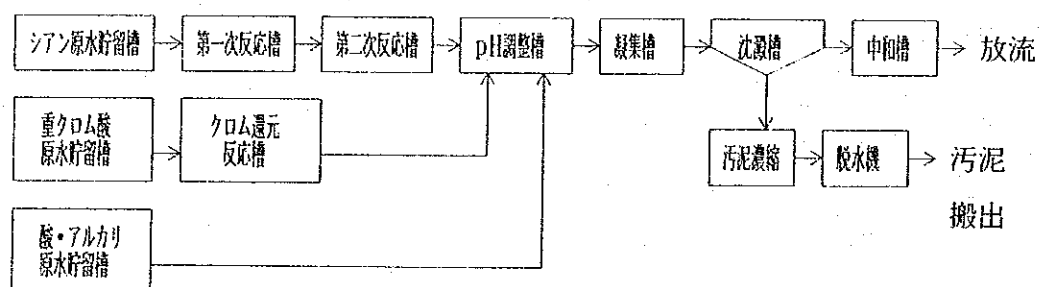 シアン原水貯留槽
第一次反応槽
第二次反応槽
pH調整槽
凝集槽
沈澱槽
中和槽
放流
重クロム酸
原水貯留槽
クロム還元
反応槽
汚泥濃縮
脱水機
汚泥
搬出
酸・アルカリ
原水貯留槽